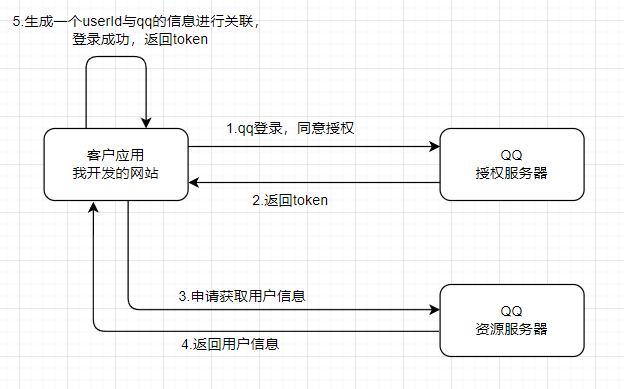 5.生成一个userId与qq的信息进行关联，
登录成功，返回token
1.qq登录，同意授权
客户应用
我开发的网站
QQ
授权服务器
2.返回token
3.申请获取用户信息
QQ
资源服务器
4.返回用户信息